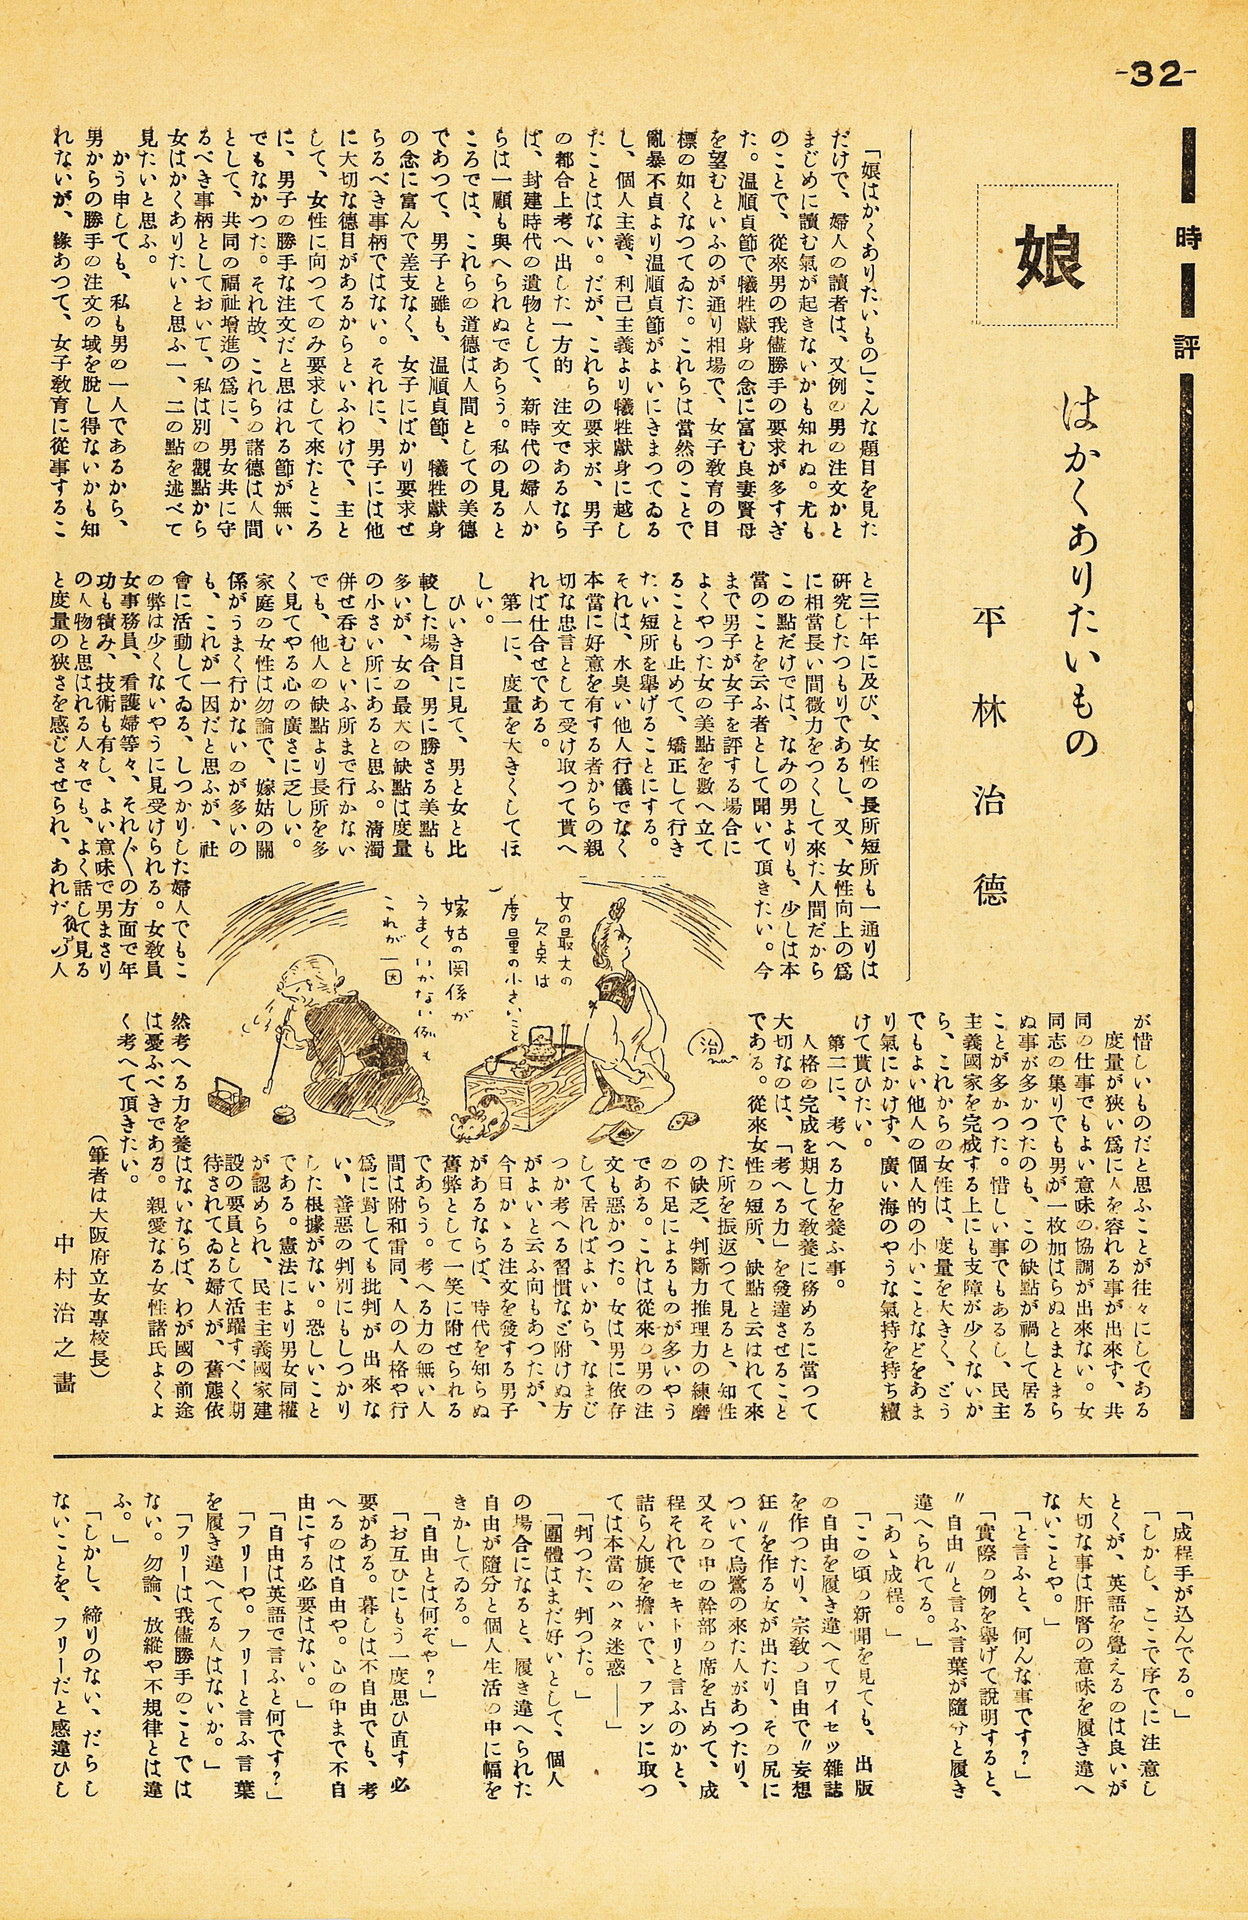 -32-
時評
娘
はかくありたいもの
平林治德
「娘はかくありたいもの」こんな題目を見た
だけで、婦人の讀者は、又例の男の注文かと
まじめに讀む氣が起きないかも知れぬ。尤も
のことで、從來男の我儘勝手の要求が多すぎ
た。温順貞節で犠牲獻身の念に富む良妻賢母
を望むといふのが通り相場で、女子敎育の目
標の如くなつてゐた。これらは當然のことで
亂暴不貞より温順貞節がよいにきまつてゐる
し、個人主義、利己主義より犠牲獻身に越し
たことはない。だが、これらの要求が、男子
の都合上考へ出した一方的 注文であるなら
ば、封建時代の遺物として、新時代の婦人か
らは一顧も與へられぬであらう。私の見ると
ころでは、これらの道德は人間としての美德
であつて、男子と雖も、温順貞節、犠牲獻身
の念に富んで差支なく、女子にばかり要求せ
らるべき事柄ではない。それに、男子には他
に大切な德目があるからといふわけで、主と
して、女性に向つてのみ要求して來たところ
に、男子の勝手な注文だと思はれる節が無い
でもなかつた。それ故、これらの諸德は人間
として、共同の福祉增進の爲に、男女共に守
るべき事柄としておいて、私は別の觀點から
女はかくありたいと思ふ一、二の點を述べて
見たいと思ふ。
かう申しても、私も男の一人であるから、
男からの勝手の注文の域を脫し得ないかも知
れないが、緣あつて、女子敎育に從事するこ
と三十年に及び、女性の長所短所も一通りは
硏究したつもりであるし、又、女性向上の爲
に相當長い間微力をつくして來た人間だから
この點だけでは、なみの男よりも、少しは本
當のことを云ふ者として聞いて頂きたい。今
まで男子が女子を評する場合に
よくやつた女の美點を數へ立て
ることも止めて、矯正して行き
たい短所を擧げることにする。
それは、水臭い他人行儀でなく
本當に好意を有する者からの親
切な忠言として受け取つて貰へ
れば仕合せである。
第一に、度量を大きくしてほ
しい。
ひいき目に見て、男と女と比
較した場合、男に勝さる美點も
多いが、女の最大の缺點は度量
の小さい所にあると思ふ。淸濁
併せ吞むといふ所まで行かない
でも、他人の缺點より長所を多
く見てやる心の廣さに乏しい。
家庭の女性は勿論で、嫁姑の關
係がうまく行かないのが多いの
も、これが一因だと思ふが、社
會に活動してゐる、しつかりした婦人でもこ
の弊は少くないやうに見受けられる。女敎員
女事務員、看護婦等々、それ〲の方面で年
功も積み、技術も有し、よい意味で男まさり
の人物と思はれる人々でも、よく話して見る
と度量の狹さを感じさせられ、あれだ
人
が惜しいものだと思ふことが往々にしてある
度量が狹い爲に人を容れる事が出來ず、共
同の仕事でもよい意味の協調が出來ない。女
同志の集りでも男が一枚加はらぬとまとまら
ぬ事が多かつたのも、この缺點が禍して居る
ことが多かつた。惜しい事でもあるし、民主
主義國家を完成する上にも支障が少くないか
ら、これからの女性は、度量を大きく、どう
でもよい他人の個人的の小いことなどをあま
り氣にかけず、廣い海のやうな氣持を持ち續
けて貰ひたい。
第二に、考へる力を養ふ事。
人格の完成を期して敎養に務めるに當つて
大切なのは、「考へる力」を發達させること
である。從來女性の短所、缺點と云はれて來
た所を振返つて見ると、知性
の缺乏、判斷力推理力の練磨
の不足によるものが多いやう
である。これは從來の男の注
文も惡かつた。女は男に依存
して居ればよいから、なまじ
つか考へる習慣など附けぬ方
がよいと云ふ向もあつたが、
今日かゝる注文を發する男子
があるならば、時代を知らぬ
舊弊として一笑に附せられる
であらう。考へる力の無い人
間は附和雷同、人の人格や行
爲に對しても批判が出來な
い、善惡の判別にもしつかり
した根據がない。恐しいこと
である。憲法により男女同權
が認められ、民主主義國家建
設の要員として活躍すべく期
待されてゐる婦人が、舊態依
然考へる力を養はないならば、わが國の前途
は憂ふべきである。親愛なる女性諸氏よくよ
く考へて頂きたい。
(筆者は大阪府立女專校長)
中村治之畫
女の最大の
欠点は
度量の小さいこと
嫁姑の関係が
うまくいかない例も
これが一因
治
「成程手が込んでる。」
「しかし、ここで序でに注意し
とくが、英語を覺えるのは良いが
大切な事は肝腎の意味を履き違へ
ないことや。」
「と言ふと、何んな事です?」
「實際の例を擧げて說明すると、
〃自由〃と言ふ言葉が隨分と履き
違へられてる。」
「あゝ成程。」
「この頃の新聞を見ても、出版
の自由を履き違へてワイセツ雜誌
を作つたり、宗敎の自由で〃妄想
狂〃を作る女が出たり、その尻に
ついて烏鷺の來た人があつたり、
又その中の幹部の席を占めて、成
程それでセキトリと言ふのかと、
詰らん旗を擔いで、ファンに取つ
ては本當のハタ迷惑――」
「判つた、判つた。」
「團體はまだ好いとして、個人
の場合になると、履き違へられた
自由が隨分と個人生活の中に幅を
きかしてゐる。」
「自由とは何ぞや?」
「お互ひにもう一度思ひ直す必
要がある。暮しは不自由でも、考
へるのは自由や。心の中まで不自
由にする必要はない。」
「自由は英語で言ふと何です?」
「フリーや。フリーと言ふ言葉
を履き違へてる人はないか。」
「フリーは我儘勝手のことでは
ない。勿論、放縱や不規律とは違
ふ。」
「しかし、締りのない、だらし
ないことを、フリーだと感違ひし